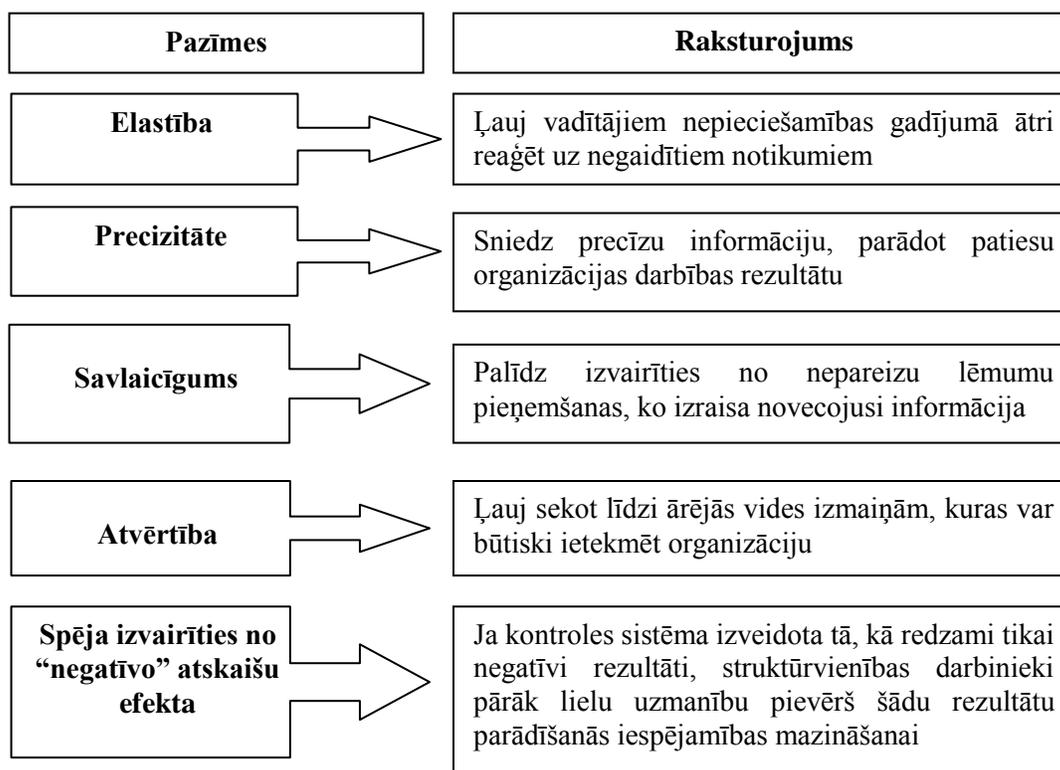 Pazīmes
Raksturojums
Elastība
Ļauj vadītājiem nepieciešamības gadījumā ātri
reaģēt uz negaidītiem notikumiem
Precizitāte
Sniedz precīzu informāciju, parādot patiesu
organizācijas darbības rezultātu
Savlaicīgums
Palīdz izvairīties no nepareizu lēmumu
pieņemšanas, ko izraisa novecojusi informācija
Atvērtība
Ļauj sekot līdzi ārējās vides izmaiņām, kuras var
būtiski ietekmēt organizāciju
Spēja izvairīties no
“negatīvo” atskaišu
efekta
Ja kontroles sistēma izveidota tā, kā redzami tikai
negatīvi rezultāti, struktūrvienības darbinieki
pārāk lielu uzmanību pievērš šādu rezultātu
parādīšanās iespējamības mazināšanai